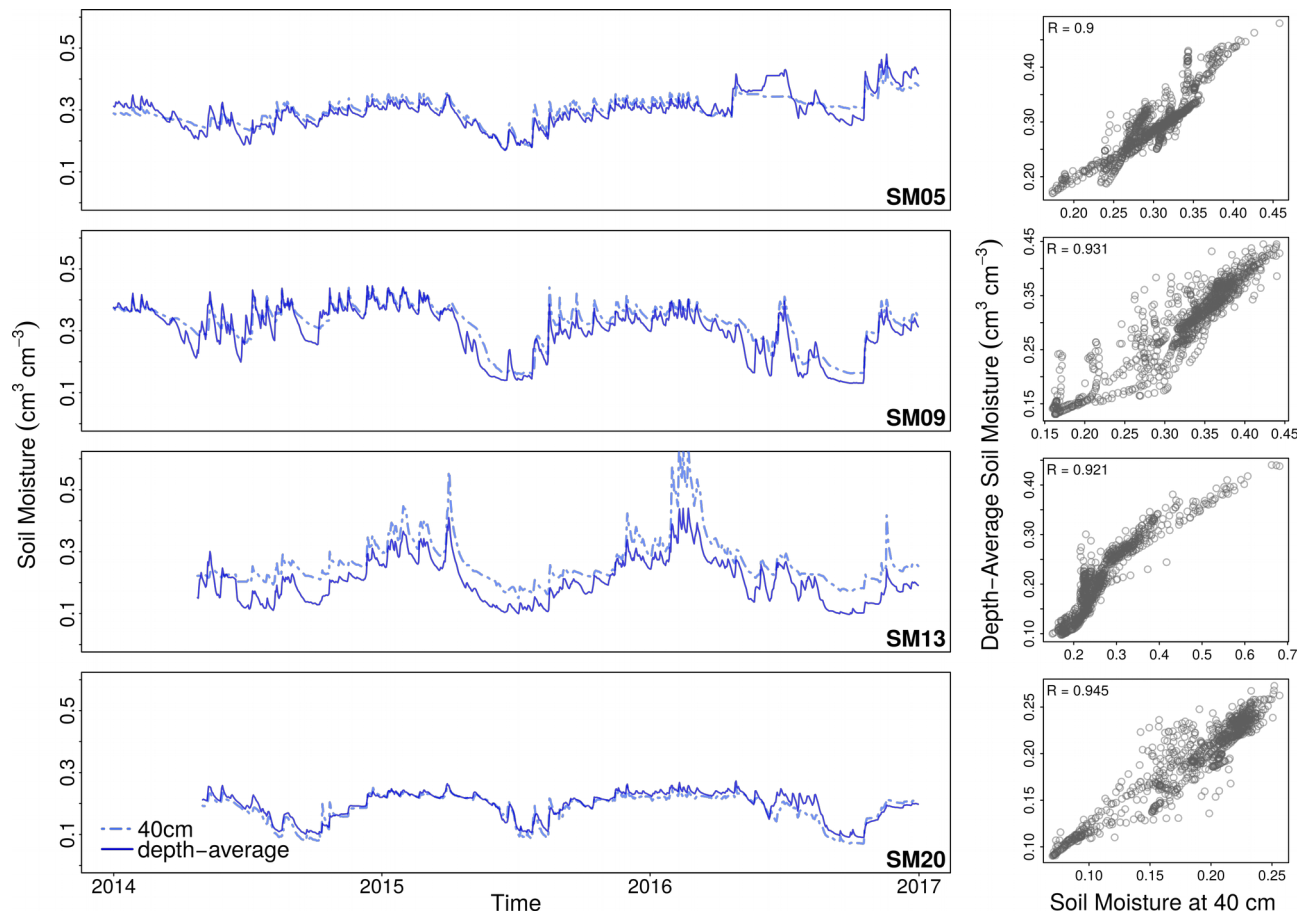 Soil Moisture (cm³ cm⁻³)
0.5
0.3
0.1
SM05
0.5
0.3
0.1
SM09
0.5
0.3
0.1
SM13
0.5
0.3
0.1
40cm
depth−average
SM20
2014 2015 2016 2017
Time
Depth−Average Soil Moisture (cm³ cm⁻³)
R = 0.9
0.40
0.30
0.20
0.20 0.25 0.30 0.35 0.40 0.45
R = 0.931
0.45
0.35
0.25
0.15
0.15 0.20 0.25 0.30 0.35 0.40 0.45
R = 0.921
0.40
0.30
0.20
0.10
0.2 0.3 0.4 0.5 0.6 0.7
R = 0.945
0.25
0.20
0.15
0.10
0.10 0.15 0.20 0.25
Soil Moisture at 40 cm